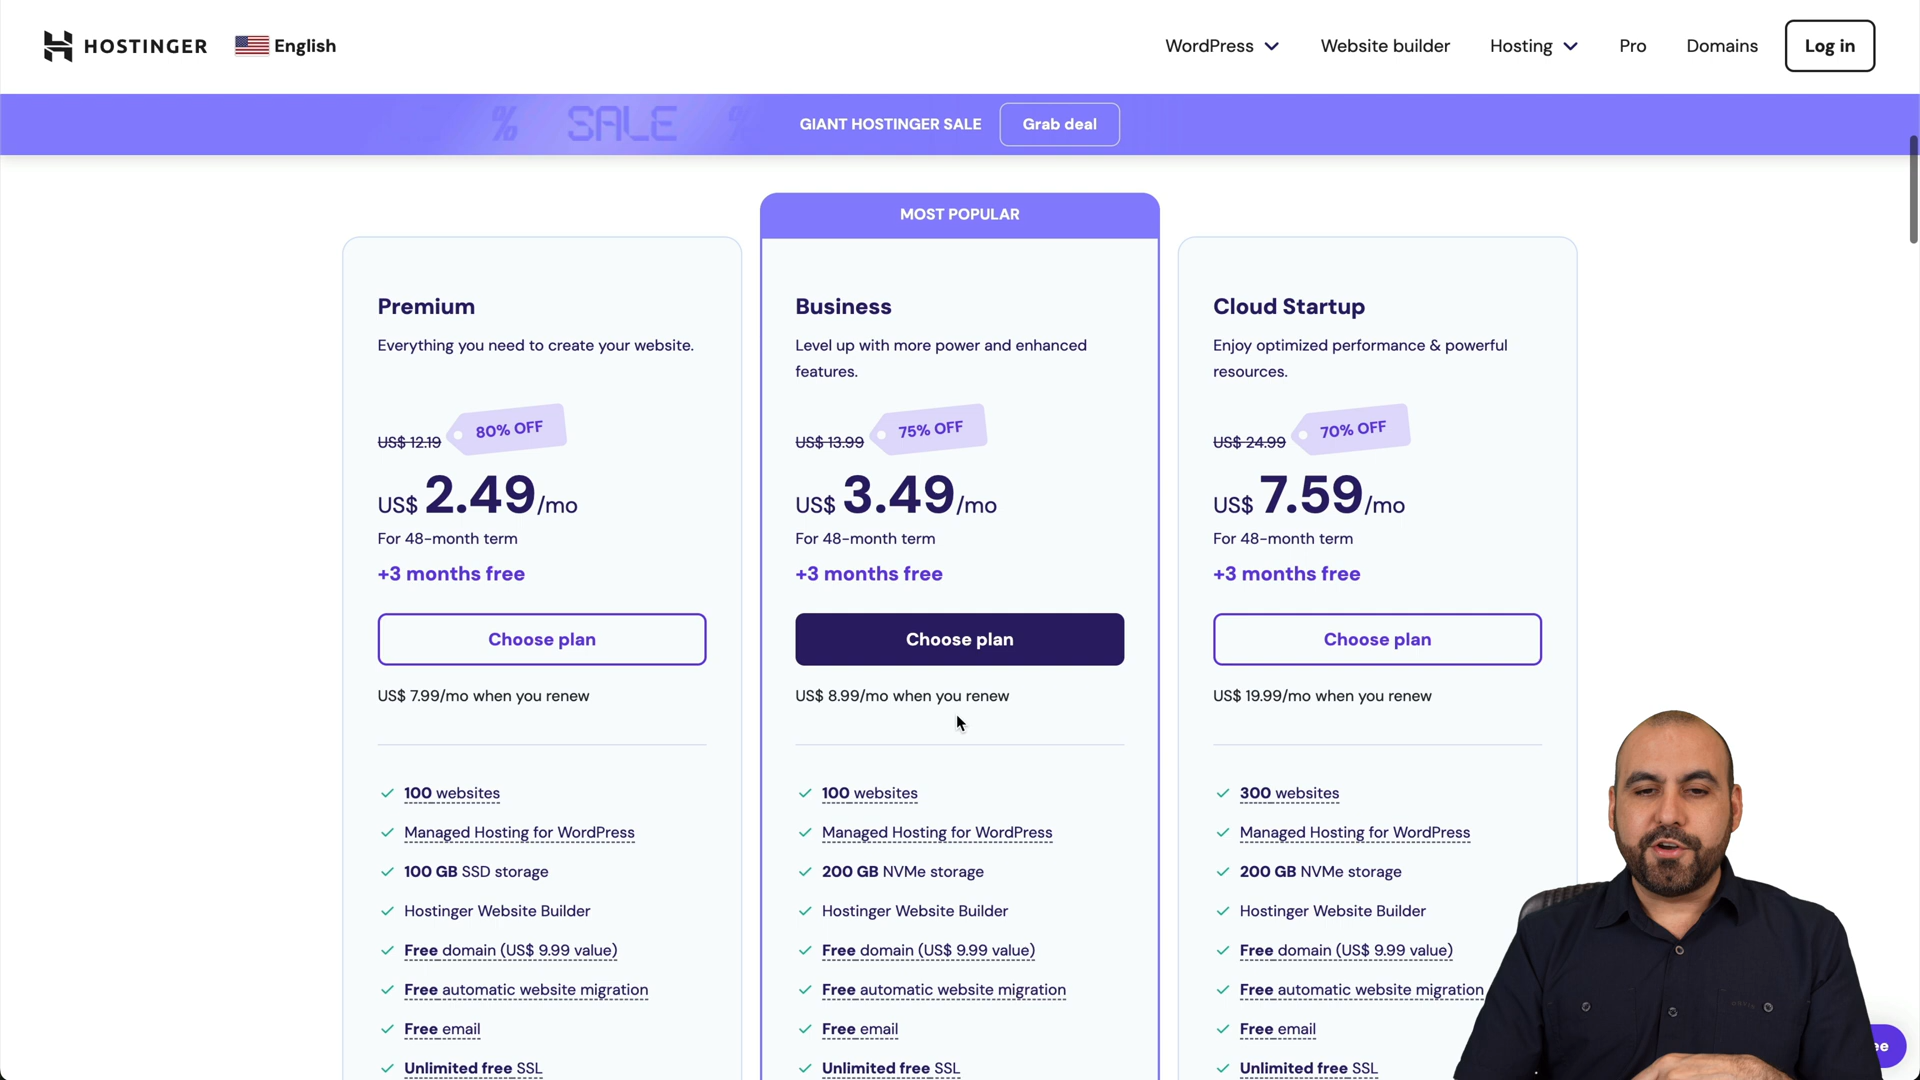 HOSTINGER
English
WordPress
Website builder
Hosting
Pro
Domains
Log in
% SALE %
GIANT HOSTINGER SALE
Grab deal
MOST POPULAR
Premium
Everything you need to create your website.
US$ 12.19
80% OFF
US$ 2.49/mo
For 48-month term
+3 months free
Choose plan
US$ 7.99/mo when you renew
100 websites
Managed Hosting for WordPress
100 GB SSD storage
Hostinger Website Builder
Free domain (US$ 9.99 value)
Free automatic website migration
Free email
Unlimited free SSL
Business
Level up with more power and enhanced
features.
US$ 13.99
75% OFF
US$ 3.49/mo
For 48-month term
+3 months free
Choose plan
US$ 8.99/mo when you renew
100 websites
Managed Hosting for WordPress
200 GB NVMe storage
Hostinger Website Builder
Free domain (US$ 9.99 value)
Free automatic website migration
Free email
Unlimited free SSL
Cloud Startup
Enjoy optimized performance & powerful
resources.
US$ 24.99
70% OFF
US$ 7.59/mo
For 48-month term
+3 months free
Choose plan
US$ 19.99/mo when you renew
300 websites
Managed Hosting for WordPress
200 GB NVMe storage
Hostinger Website Builder
Free domain (US$ 9.99 value)
Free automatic website migration
Free email
Unlimited free SSL